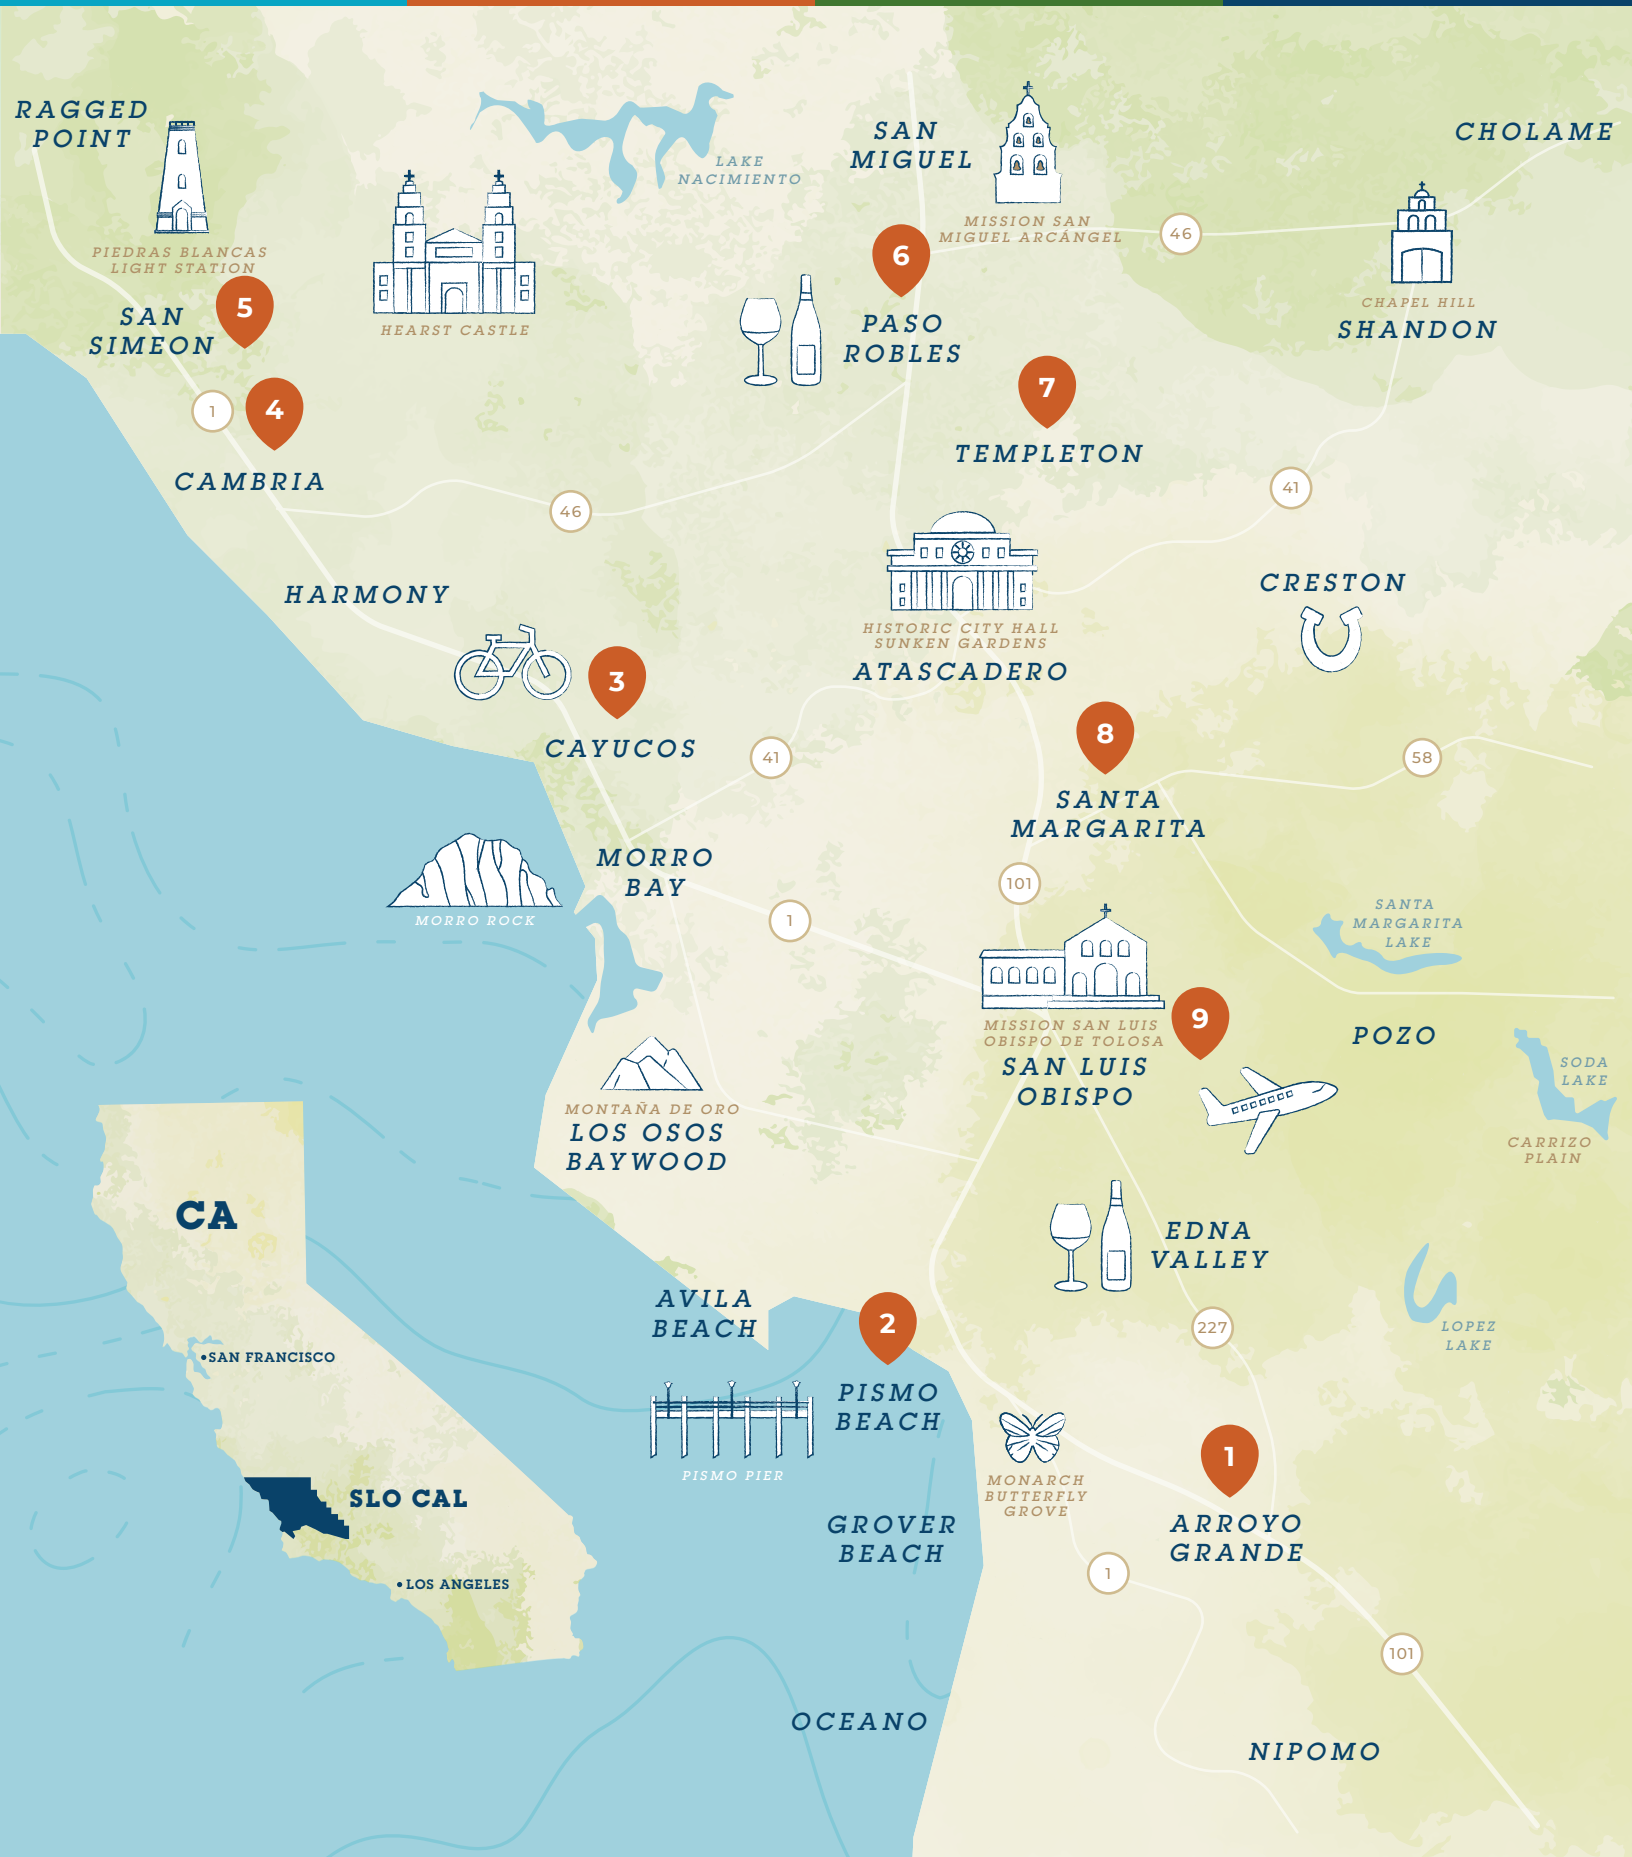 RAGGED
POINT
PIEDRAS BLANCAS
LIGHT STATION
SAN
SIMEON
5
HEARST CASTLE
LAKE
NACIMIENTO
SAN
MIGUEL
MISSION SAN
MIGUEL ARCÁNGEL
46
CHOLAME
CHAPEL HILL
SHANDON
6
PASO
ROBLES
7
TEMPLETON
1
4
CAMBRIA
46
41
HARMONY
HISTORIC CITY HALL
SUNKEN GARDENS
ATASCADERO
CRESTON
3
CAYUCOS
41
8
SANTA
MARGARITA
58
MORRO ROCK
MORRO
BAY
1
101
SANTA
MARGARITA
LAKE
MISSION SAN LUIS
OBISPO DE TOLOSA
SAN LUIS
OBISPO
9
POZO
SODA
LAKE
CARRIZO
PLAIN
MONTAÑA DE ORO
LOS OSOS
BAYWOOD
EDNA
VALLEY
227
LOPEZ
LAKE
AVILA
BEACH
2
PISMO
BEACH
PISMO PIER
MONARCH
BUTTERFLY
GROVE
1
ARROYO
GRANDE
GROVER
BEACH
1
101
OCEANO
NIPOMO
CA
•SAN FRANCISCO
SLO CAL
•LOS ANGELES